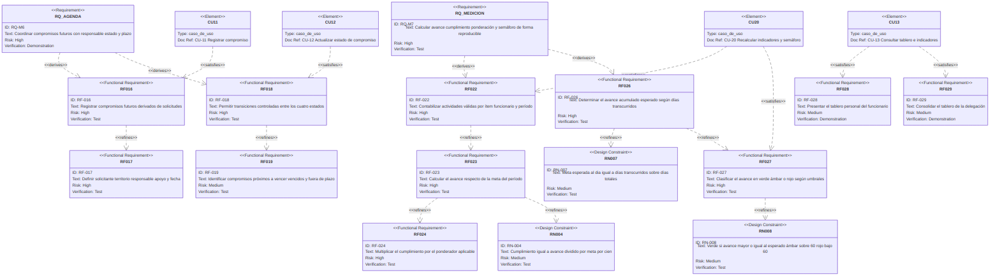 <<Requirement>>
RQ_AGENDA
ID: RQ-M6
Text: Coordinar compromisos futuros con responsable estado y plazo
Risk: High
Verification: Demonstration
<<Element>>
CU11
Type: caso_de_uso
Doc Ref: CU-11 Registrar compromiso
<<Element>>
CU12
Type: caso_de_uso
Doc Ref: CU-12 Actualizar estado de compromiso
<<Requirement>>
RQ_MEDICION
ID: RQ-M7
Text: Calcular avance cumplimiento ponderación y semáforo de forma
reproducible
Risk: High
Verification: Test
<<Element>>
CU20
Type: caso_de_uso
Doc Ref: CU-20 Recalcular indicadores y semáforo
<<Element>>
CU13
Type: caso_de_uso
Doc Ref: CU-13 Consultar tablero e indicadores
<<derives>>
<<derives>>
<<satisfies>>
<<satisfies>>
<<derives>>
<<derives>>
<<satisfies>>
<<satisfies>>
<<satisfies>>
<<Functional Requirement>>
RF016
ID: RF-016
Text: Registrar compromisos futuros derivados de solicitudes
Risk: High
Verification: Test
<<Functional Requirement>>
RF018
ID: RF-018
Text: Permitir transiciones controladas entre los cuatro estados
Risk: High
Verification: Test
<<Functional Requirement>>
RF022
ID: RF-022
Text: Contabilizar actividades válidas por ítem funcionario y período
Risk: High
Verification: Test
<<Functional Requirement>>
RF026
ID: RF-026
Text: Determinar el avance acumulado esperado según días
transcurridos
Risk: High
Verification: Test
<<Functional Requirement>>
RF028
ID: RF-028
Text: Presentar el tablero personal del funcionario
Risk: Medium
Verification: Demonstration
<<Functional Requirement>>
RF029
ID: RF-029
Text: Consolidar el tablero de la delegación
Risk: Medium
Verification: Demonstration
<<refines>>
<<refines>>
<<refines>>
<<refines>>
<<refines>>
<<Functional Requirement>>
RF017
ID: RF-017
Text: Definir solicitante territorio responsable apoyo y fecha
Risk: High
Verification: Test
<<Functional Requirement>>
RF019
ID: RF-019
Text: Identificar compromisos próximos a vencer vencidos y fuera de plazo
Risk: Medium
Verification: Test
<<Functional Requirement>>
RF023
ID: RF-023
Text: Calcular el avance respecto de la meta del período
Risk: High
Verification: Test
<<Design Constraint>>
RN007
ID: RN-007
Text: Meta esperada al día igual a días transcurridos sobre días
totales
Risk: Medium
Verification: Test
<<Functional Requirement>>
RF027
ID: RF-027
Text: Clasificar el avance en verde ámbar o rojo según umbrales
Risk: High
Verification: Test
<<refines>>
<<refines>>
<<refines>>
<<Functional Requirement>>
RF024
ID: RF-024
Text: Multiplicar el cumplimiento por el ponderador aplicable
Risk: High
Verification: Test
<<Design Constraint>>
RN004
ID: RN-004
Text: Cumplimiento igual a avance dividido por meta por cien
Risk: Medium
Verification: Test
<<Design Constraint>>
RN008
ID: RN-008
Text: Verde si avance mayor o igual al esperado ámbar sobre 60 rojo bajo
60
Risk: Medium
Verification: Test